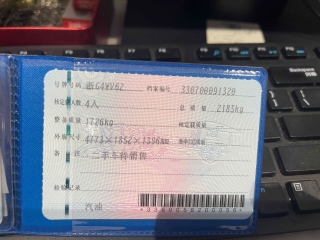 号牌号码 浙G4WV6Z 档案编号 330700091320
核定载人数 4人 总质量 2185kg
整备质量 1726kg 核定载质量
外廓尺寸 4773×1852×1396mm 准牵引总质量
备注 二手车待销售
检验记录
汽油